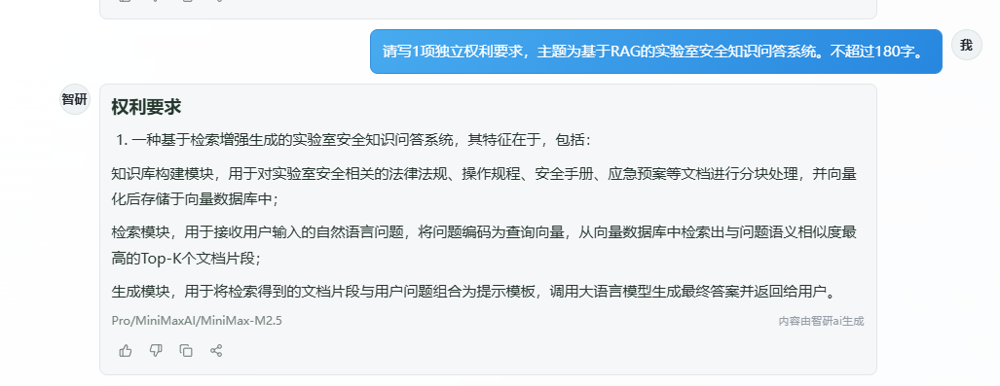 请写1项独立权利要求，主题为基于RAG的实验室安全知识问答系统。不超过180字。
我
智研
权利要求
1. 一种基于检索增强生成的实验室安全知识问答系统，其特征在于，包括：
知识库构建模块，用于对实验室安全相关的法律法规、操作规程、安全手册、应急预案等文档进行分块处理，并向量
化后存储于向量数据库中；
检索模块，用于接收用户输入的自然语言问题，将问题编码为查询向量，从向量数据库中检索出与问题语义相似度最
高的Top-K个文档片段；
生成模块，用于将检索得到的文档片段与用户问题组合为提示模板，调用大语言模型生成最终答案并返回给用户。
Pro/MiniMaxAI/MiniMax-M2.5
内容由智研ai生成